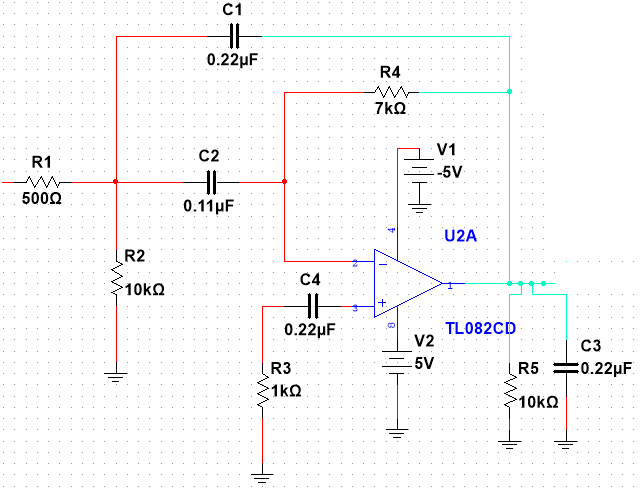 C1
0.22µF
R4
7kΩ
R1
500Ω
C2
0.11µF
V1
-5V
4
U2A
R2
10kΩ
2
C4
0.22µF
3
1
TL082CD
8
V2
5V
R3
1kΩ
R5
10kΩ
C3
0.22µF